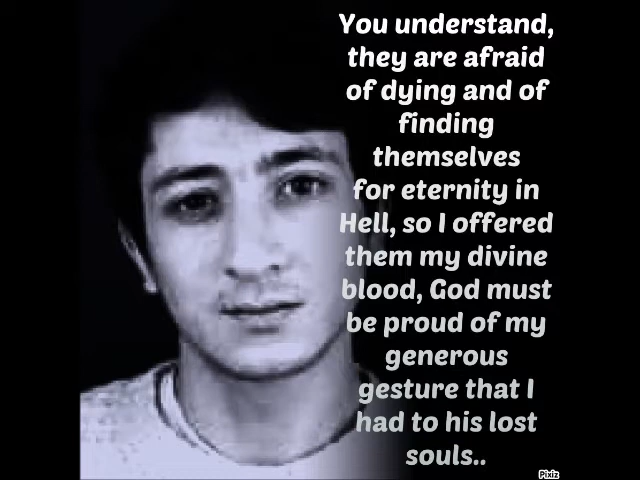 You understand,
they are afraid
of dying and of
finding
themselves
for eternity in
Hell, so I offered
them my divine
blood, God must
be proud of my
generous
gesture that I
had to his lost
souls..
Pixiz